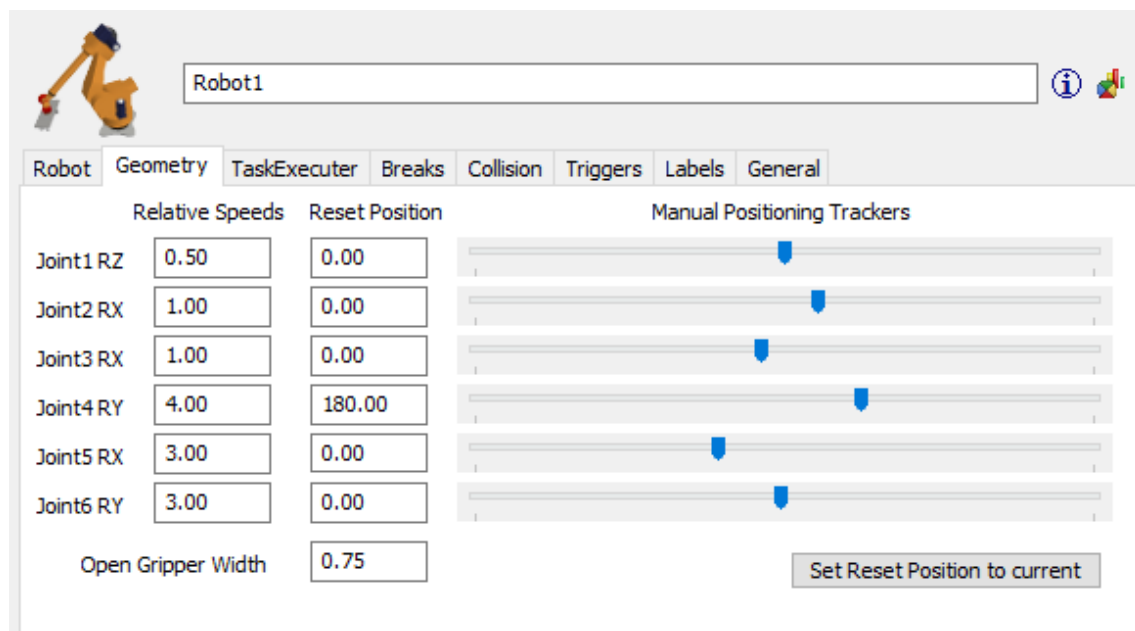 Robot1
Robot Geometry TaskExecuter Breaks Collision Triggers Labels General
Relative Speeds Reset Position Manual Positioning Trackers
Joint1 RZ 0.50 0.00
Joint2 RX 1.00 0.00
Joint3 RX 1.00 0.00
Joint4 RY 4.00 180.00
Joint5 RX 3.00 0.00
Joint6 RY 3.00 0.00
Open Gripper Width 0.75 Set Reset Position to current